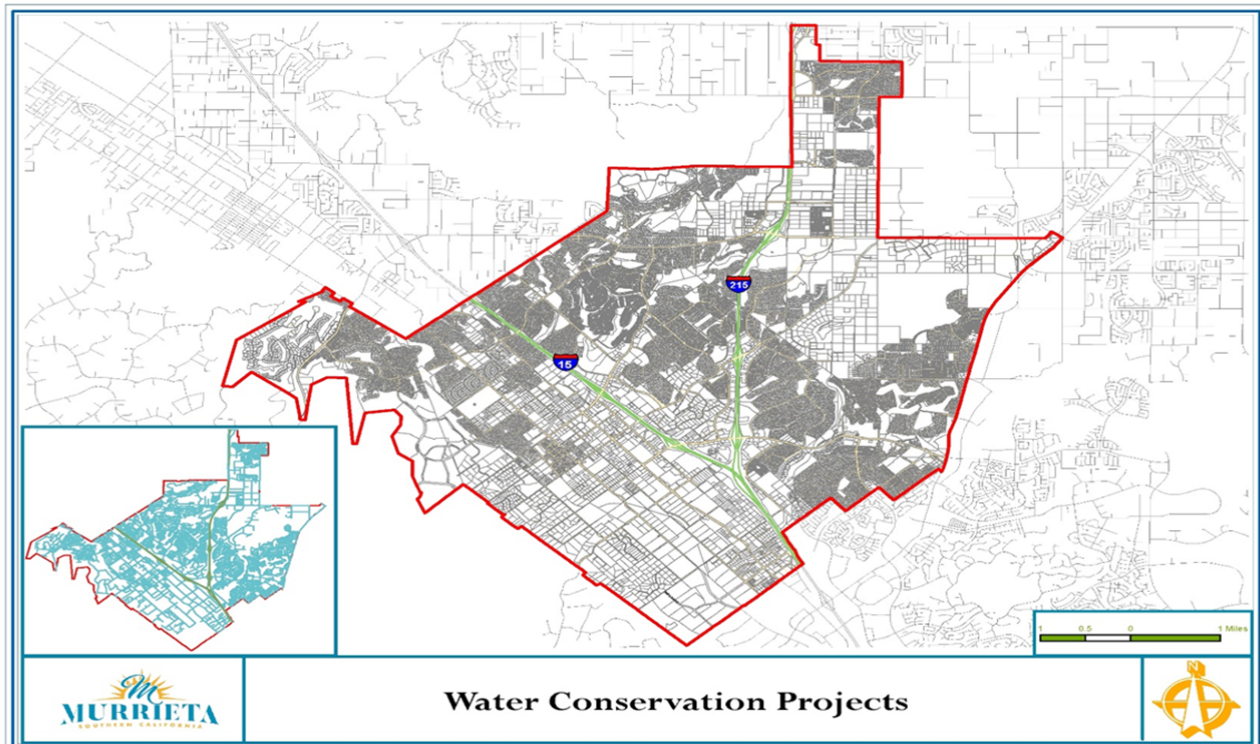 215
15
1 0.5 0 1 Miles
M
MURRIETA
SOUTHERN CALIFORNIA
Water Conservation Projects
N